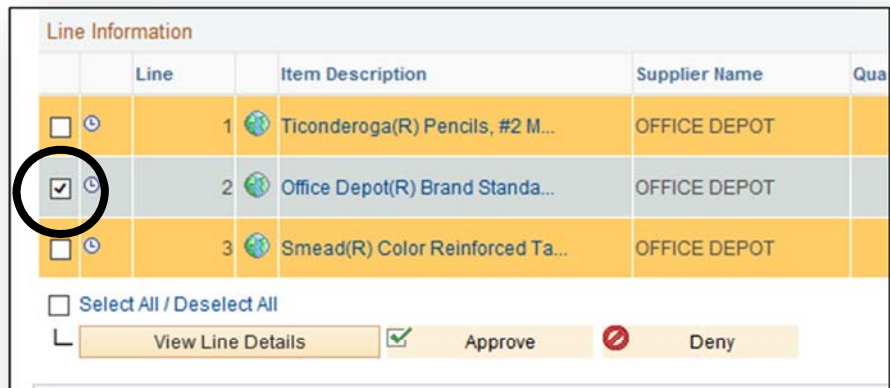 Line Information
Line Item Description Supplier Name Qua
1 Ticonderoga(R) Pencils, #2 M... OFFICE DEPOT
2 Office Depot(R) Brand Standa... OFFICE DEPOT
3 Smead(R) Color Reinforced Ta... OFFICE DEPOT
Select All / Deselect All
View Line Details Approve Deny